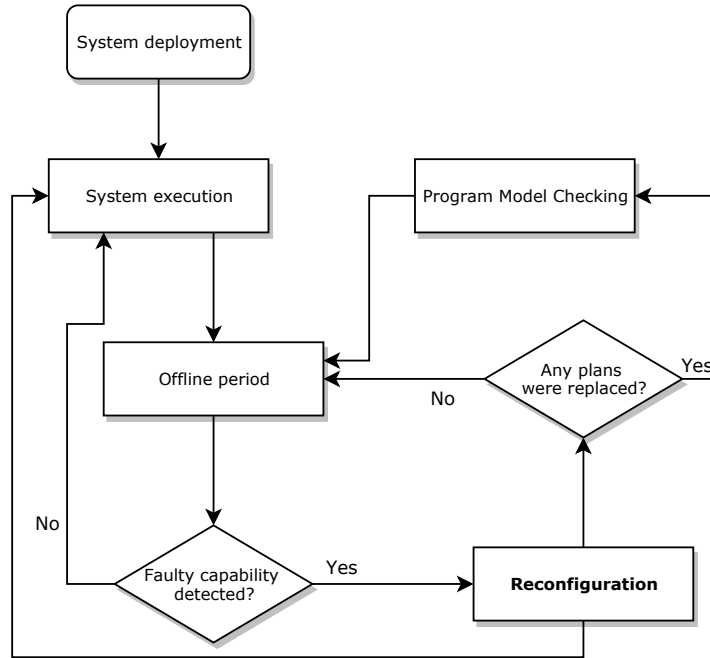 System deployment
System execution
Program Model Checking
Offline period
Any plans
were replaced?
Yes
No
No
Faulty capability
detected?
Yes
Reconfiguration